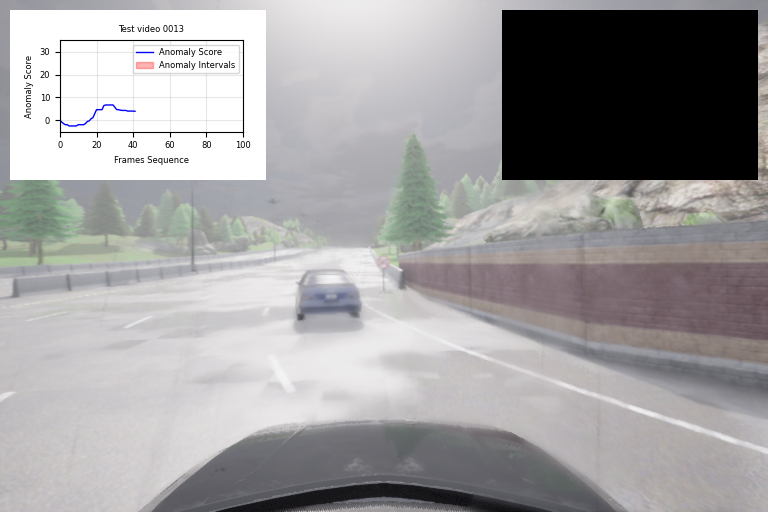 Test video 0013
Anomaly Score
Anomaly Intervals
Anomaly Score
30
20
10
0
0 20 40 60 80 100
Frames Sequence